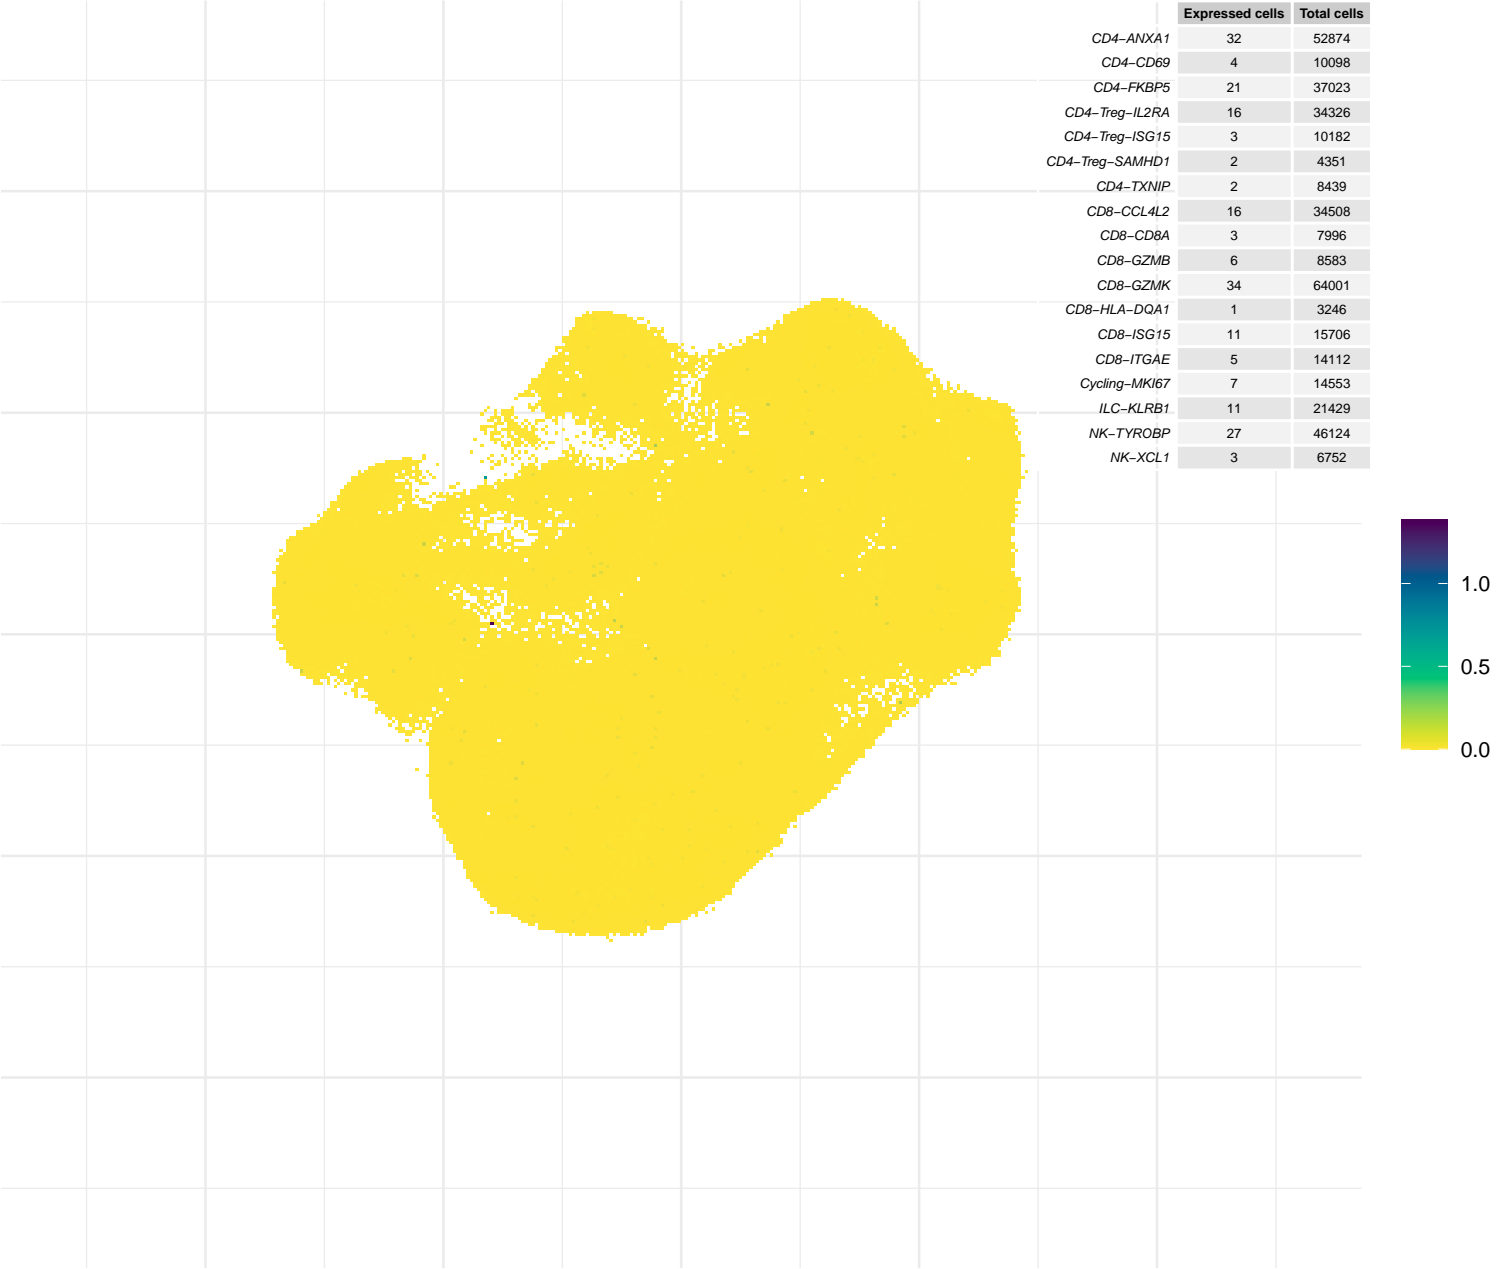 Expressed cells Total cells
CD4−ANXA1 32 52874
CD4−CD69 4 10098
CD4−FKBP5 21 37023
CD4−Treg−IL2RA 16 34326
CD4−Treg−ISG15 3 10182
CD4−Treg−SAMHD1 2 4351
CD4−TXNIP 2 8439
CD8−CCL4L2 16 34508
CD8−CD8A 3 7996
CD8−GZMB 6 8583
CD8−GZMK 34 64001
CD8−HLA−DQA1 1 3246
CD8−ISG15 11 15706
CD8−ITGAE 5 14112
Cycling−MKI67 7 14553
ILC−KLRB1 11 21429
NK−TYROBP 27 46124
NK−XCL1 3 6752
1.0
0.5
0.0